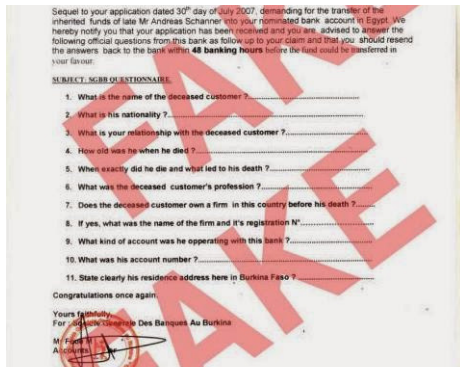 Sequel to your application dated 30th day of July 2007, demanding for the transfer of the
inherited funds of late Mr Andreas Schanner into your nominated bank account in Egypt. We
hereby notify you that your application has been received and you are advised to answer the
following official questions from this bank as follow up to your claim and that you should resend
the answers back to the bank within 48 banking hours before the fund could be transferred in
your favour.
SUBJECT: SGBB QUESTIONNAIRE.
1. What is the name of the deceased customer ?
2. What is his nationality ?
3. What is your relationship with the deceased customer ?
4. How old was he when he died ?
5. When exactly did he die and what led to his death ?
6. What was the deceased customer's profession ?
7. Does the deceased customer own a firm in this country before his death ?
8. If yes, what was the name of the firm and it's registration N°
9. What kind of account was he opperating with this bank ?
10. What was his account number ?
11. State clearly his residence address here in Burkina Faso ?
Congratulations once again.
Yours faithfully,
For : Societe Generale Des Banques Au Burkina
Mr
Accounts
FAKE
FAKE